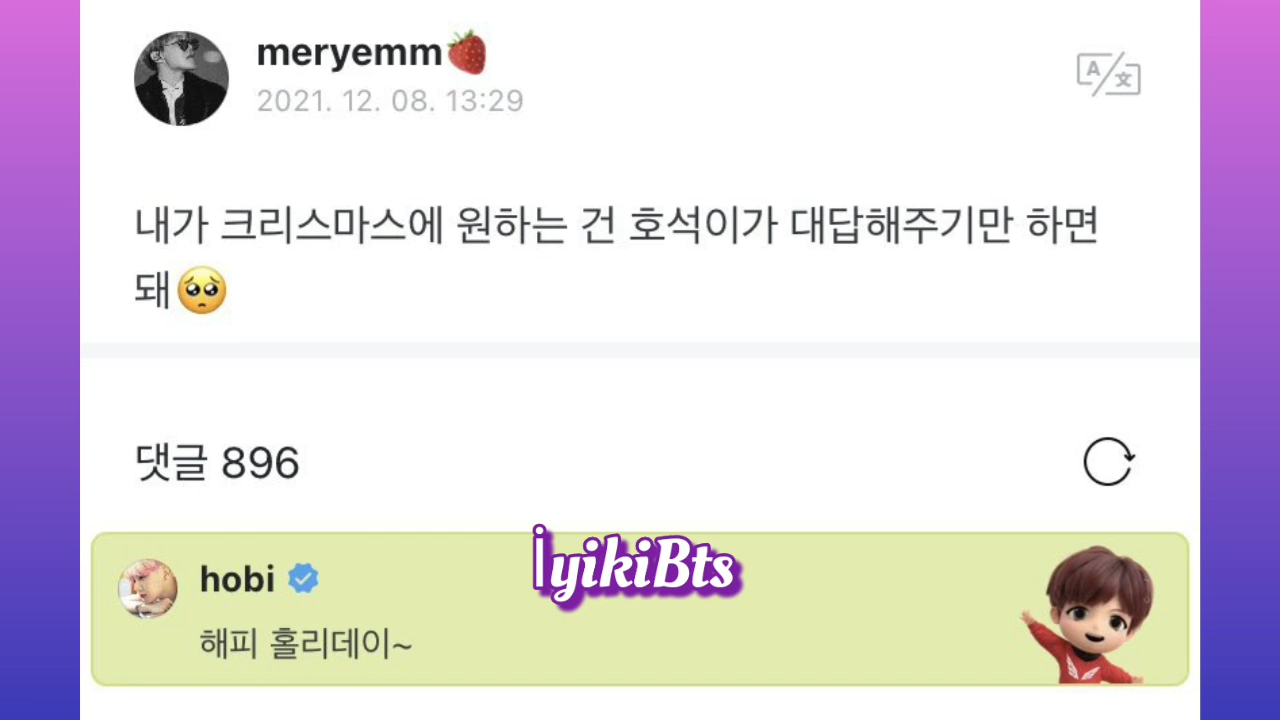 meryemm🍓
2021. 12. 08. 13:29
A/文
내가 크리스마스에 원하는 건 호석이가 대답해주기만 하면
돼🥺
댓글 896
İyikiBts
hobi
해피 홀리데이~